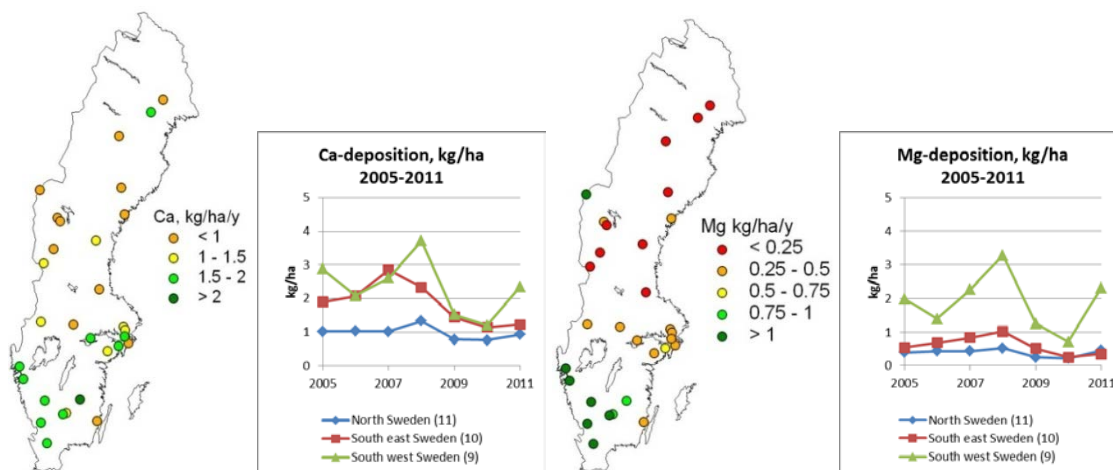 Ca, kg/ha/y
< 1
1 - 1.5
1.5 - 2
> 2
Ca-deposition, kg/ha
2005-2011
kg/ha
5
4
3
2
1
0
2005 2007 2009 2011
North Sweden (11)
South east Sweden (10)
South west Sweden (9)
Mg kg/ha/y
< 0.25
0.25 - 0.5
0.5 - 0.75
0.75 - 1
> 1
Mg-deposition, kg/ha
2005-2011
kg/ha
5
4
3
2
1
0
2005 2007 2009 2011
North Sweden (11)
South east Sweden (10)
South west Sweden (9)